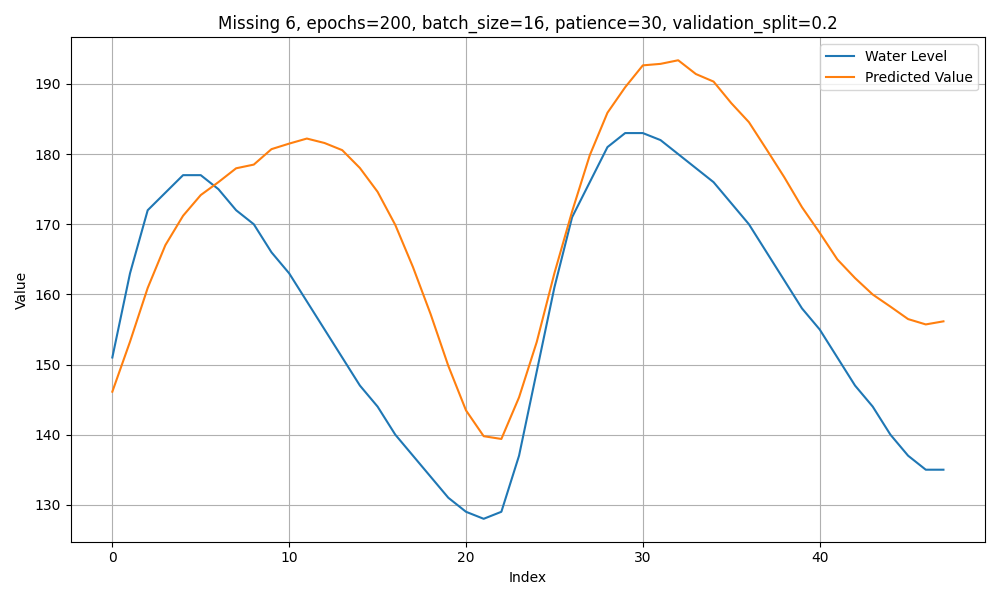 Missing 6, epochs=200, batch_size=16, patience=30, validation_split=0.2
Water Level
Predicted Value
190
180
170
160
150
140
130
Value
0 10 20 30 40
Index